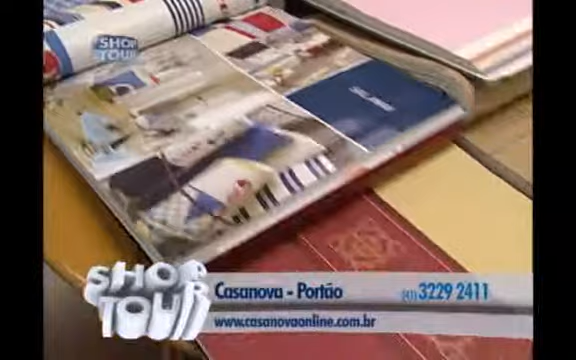 SHOP
TOUR
SHOP
TOUR
Casanova - Portão
(41) 3229 2411
www.casanovaonline.com.br